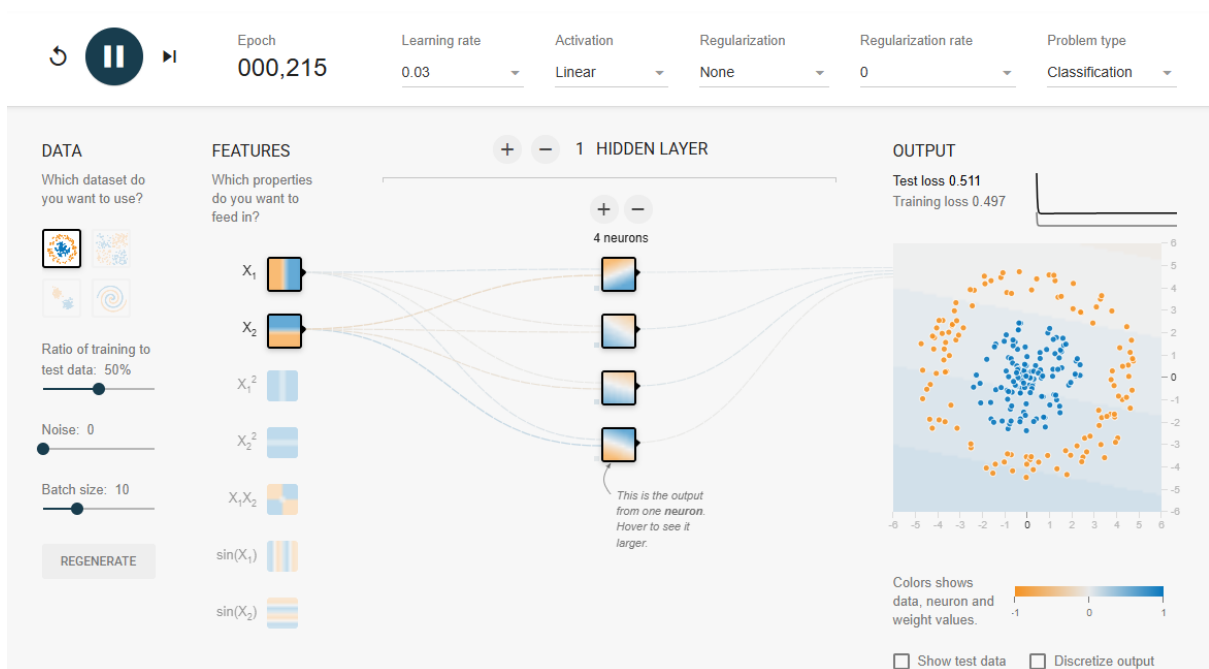 Epoch
000,215
Learning rate
0.03
Activation
Linear
Regularization
None
Regularization rate
0
Problem type
Classification
DATA
Which dataset do
you want to use?
Ratio of training to
test data: 50%
Noise: 0
Batch size: 10
REGENERATE
FEATURES
Which properties
do you want to
feed in?
X₁
X₂
X₁²
X₂²
X₁X₂
sin(X₁)
sin(X₂)
+ − 1 HIDDEN LAYER
+ −
4 neurons
This is the output
from one neuron.
Hover to see it
larger.
OUTPUT
Test loss 0.511
Training loss 0.497
6
5
4
3
2
1
0
-1
-2
-3
-4
-5
-6
-6 -5 -4 -3 -2 -1 0 1 2 3 4 5 6
Colors shows
data, neuron and
weight values.
-1 0 1
Show test data
Discretize output